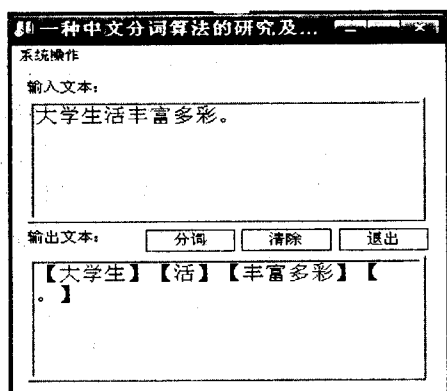 一种中文分词算法的研究及...
系统操作
输入文本:
大学生活丰富多彩。
输出文本:
分词
清除
退出
【大学生】【活】【丰富多彩】【
。】